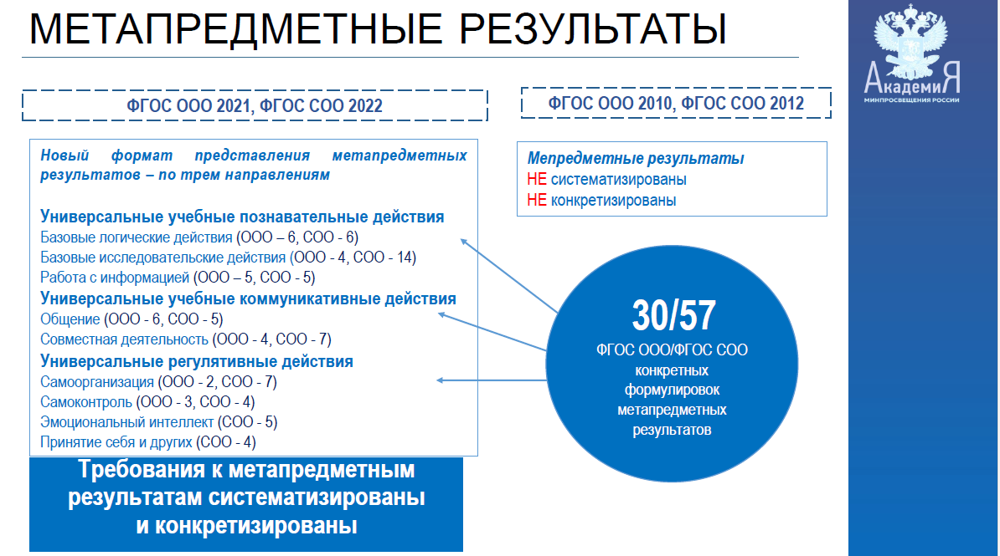 МЕТАПРЕДМЕТНЫЕ РЕЗУЛЬТАТЫ
АкадемиЯ
МИНПРОСВЕЩЕНИЯ РОССИИ
ФГОС ООО 2021, ФГОС СОО 2022
Новый формат представления метапредметных
результатов – по трем направлениям
Универсальные учебные познавательные действия
Базовые логические действия (ООО – 6, СОО - 6)
Базовые исследовательские действия (ООО - 4, СОО - 14)
Работа с информацией (ООО – 5, СОО - 5)
Универсальные учебные коммуникативные действия
Общение (ООО - 6, СОО - 5)
Совместная деятельность (ООО - 4, СОО - 7)
Универсальные регулятивные действия
Самоорганизация (ООО - 2, СОО - 7)
Самоконтроль (ООО - 3, СОО - 4)
Эмоциональный интеллект (СОО - 5)
Принятие себя и других (СОО - 4)
Требования к метапредметным
результатам систематизированы
и конкретизированы
ФГОС ООО 2010, ФГОС СОО 2012
Мепредметные результаты
НЕ систематизированы
НЕ конкретизированы
30/57
ФГОС ООО/ФГОС СОО
конкретных
формулировок
метапредметных
результатов